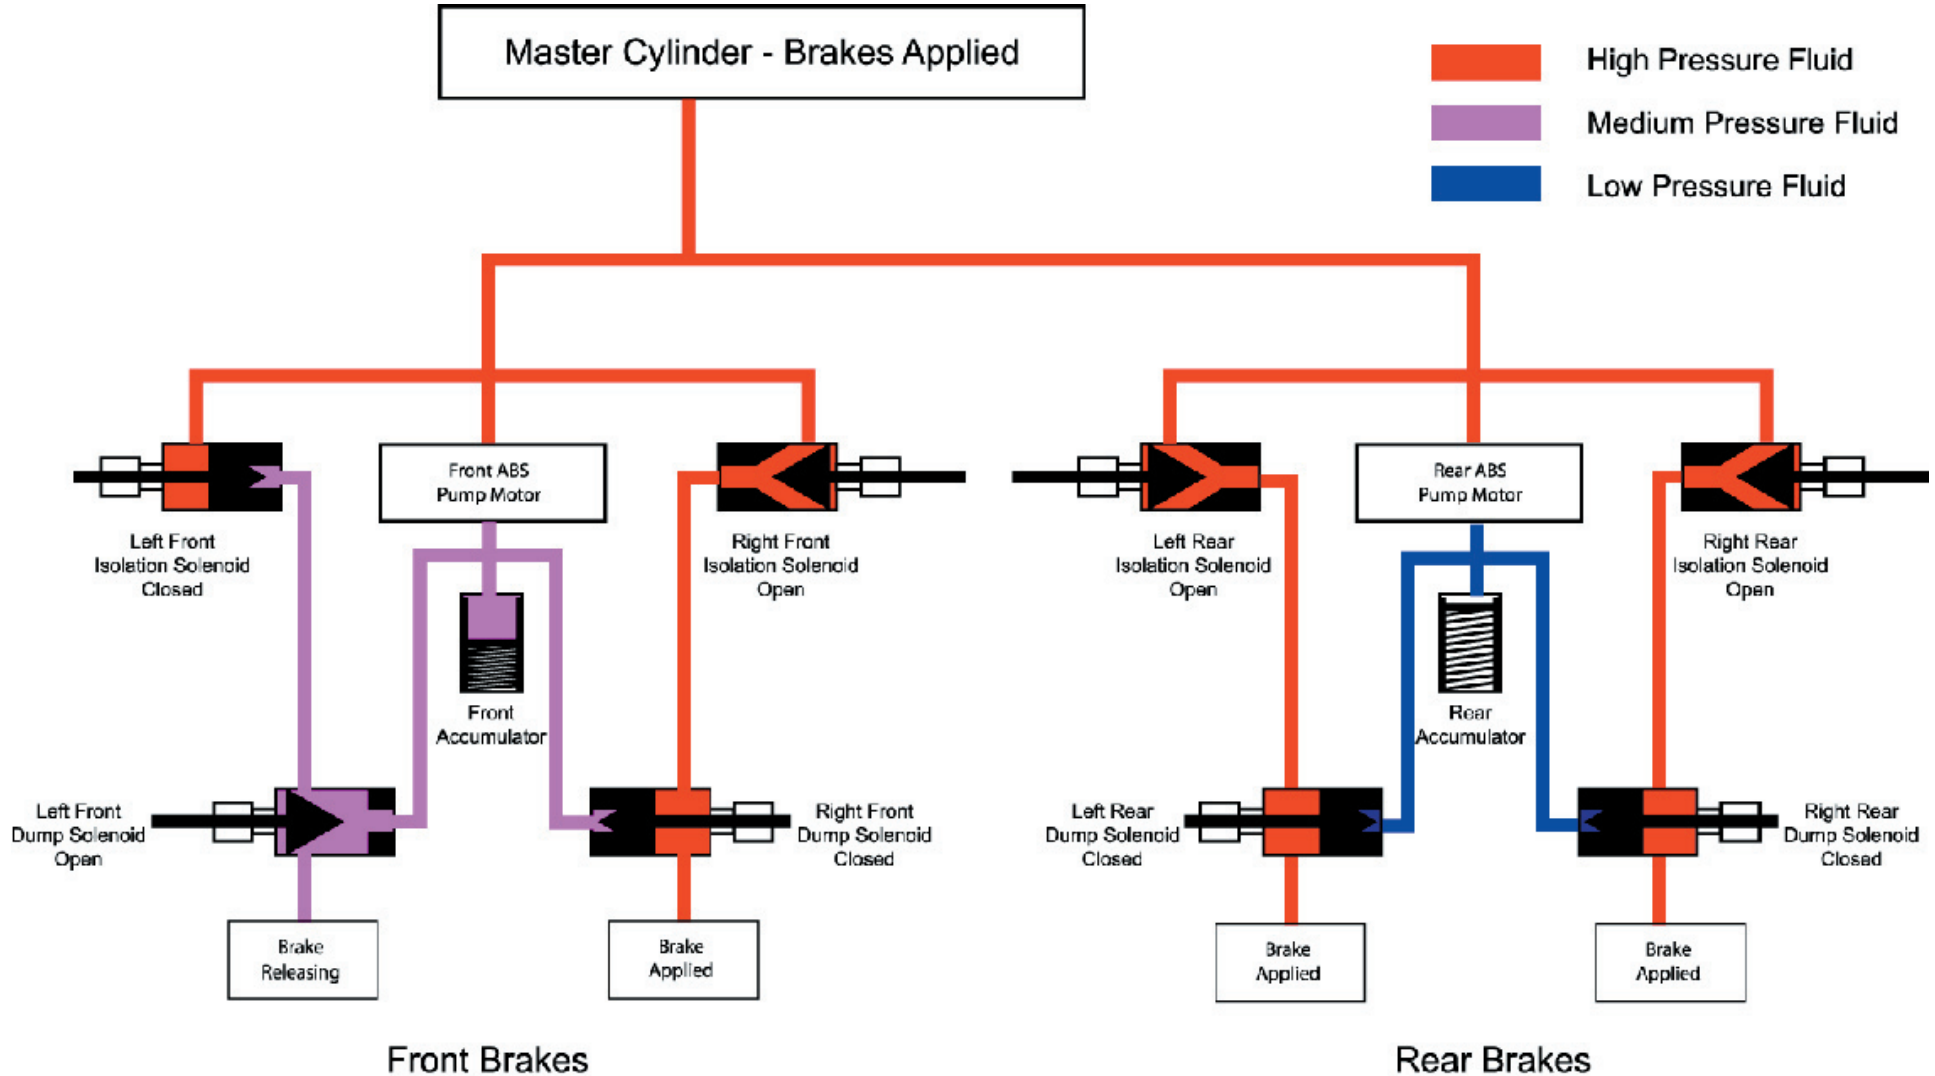 Master Cylinder - Brakes Applied
High Pressure Fluid
Medium Pressure Fluid
Low Pressure Fluid
Front ABS
Pump Motor
Rear ABS
Pump Motor
Left Front
Isolation Solenoid
Closed
Right Front
Isolation Solenoid
Open
Left Rear
Isolation Solenoid
Open
Right Rear
Isolation Solenoid
Open
Front
Accumulator
Rear
Accumulator
Left Front
Dump Solenoid
Open
Right Front
Dump Solenoid
Closed
Left Rear
Dump Solenoid
Closed
Right Rear
Dump Solenoid
Closed
Brake
Releasing
Brake
Applied
Brake
Applied
Brake
Applied
Front Brakes
Rear Brakes